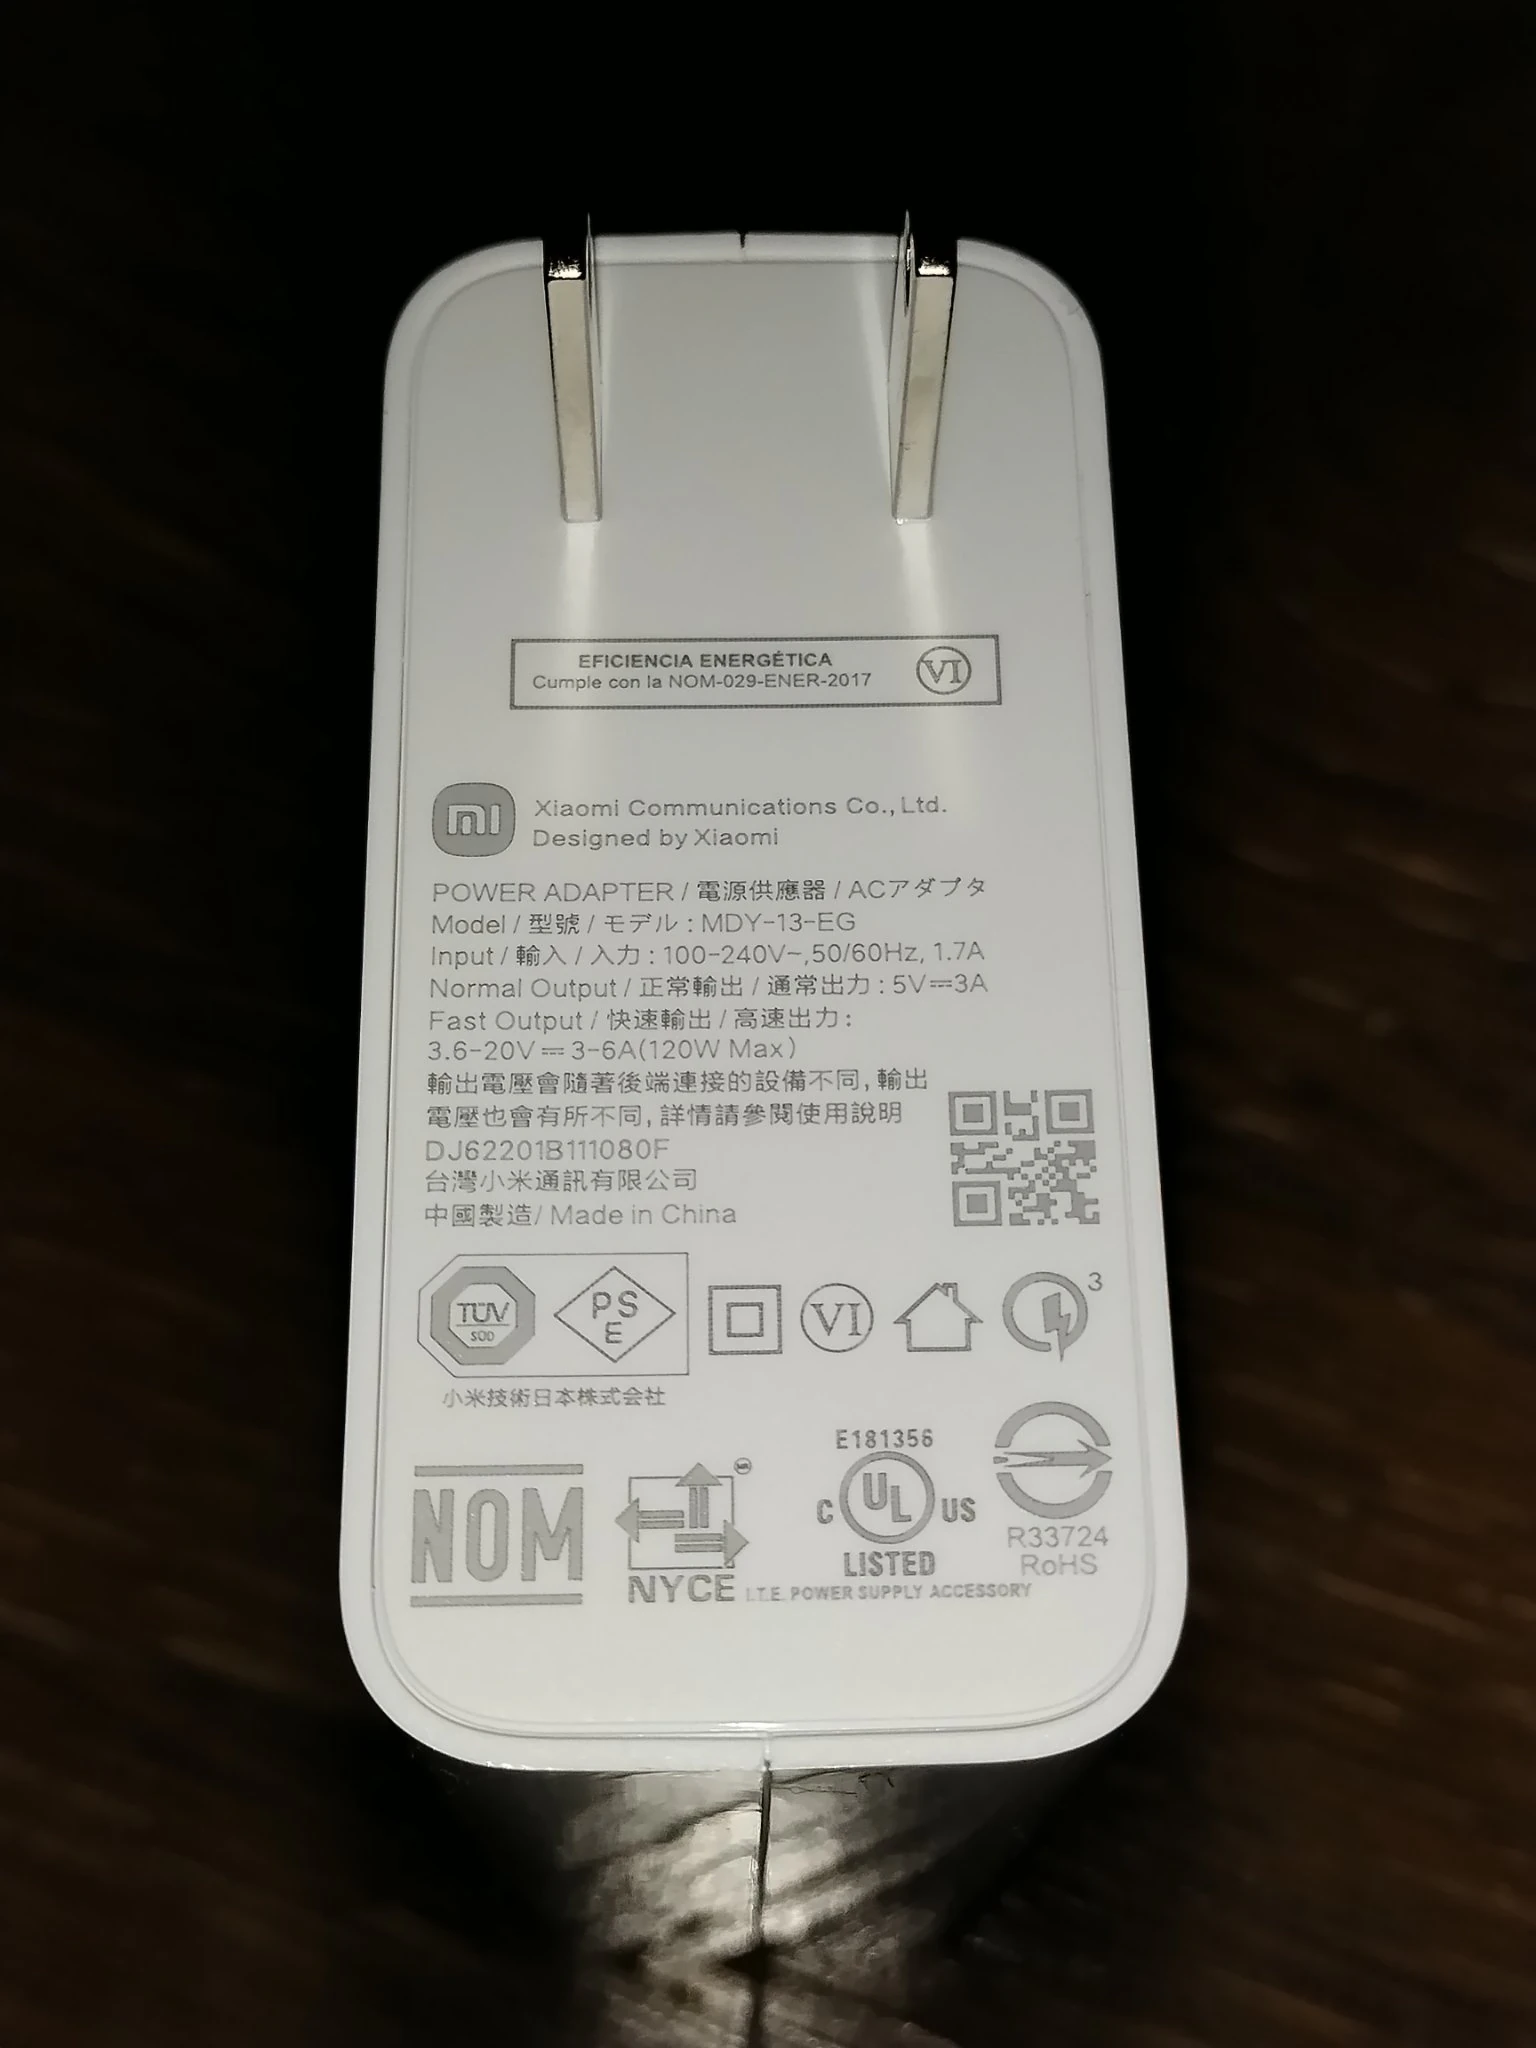 EFICIENCIA ENERGÉTICA
Cumple con la NOM-029-ENER-2017
VI
mi
Xiaomi Communications Co., Ltd.
Designed by Xiaomi
POWER ADAPTER / 電源供應器 / ACアダプタ
Model / 型號 / モデル : MDY-13-EG
Input / 輸入 / 入力 : 100-240V~,50/60Hz, 1.7A
Normal Output / 正常輸出 / 通常出力 : 5V⎓3A
Fast Output / 快速輸出 / 高速出力 :
3.6-20V⎓3-6A(120W Max)
輸出電壓會隨著後端連接的設備不同, 輸出
電壓也會有所不同, 詳情請參閱使用說明
DJ62201B111080F
台灣小米通訊有限公司
中國製造/ Made in China
TÜV
SÜD
PS
E
VI
3
小米技術日本株式会社
NOM
NYCE
E181356
C UL US
LISTED
I.T.E. POWER SUPPLY ACCESSORY
R33724
RoHS